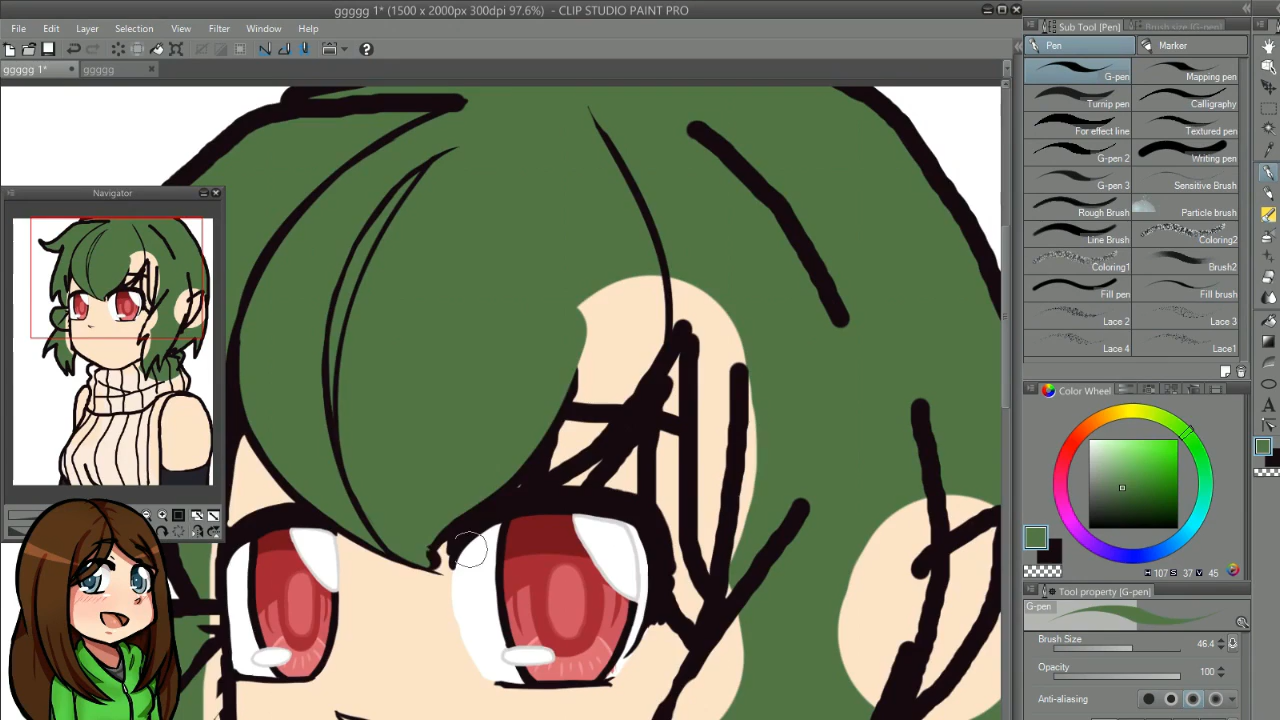 ggggg 1* (1500 x 2000px 300dpi 97.6%) - CLIP STUDIO PAINT PRO
File Edit Layer Selection View Filter Window Help
ggggg 1* ggggg
Navigator
Sub Tool [Pen] Brush size [G-pen]
Pen Marker
G-pen Mapping pen
Turnip pen Calligraphy
For effect line Textured pen
G-pen 2 Writing pen
G-pen 3 Sensitive Brush
Rough Brush Particle brush
Line Brush Coloring2
Coloring1 Brush2
Fill pen Fill brush
Lace 2 Lace 3
Lace 4 Lace1
Color Wheel
H 107 S 37 V 45
Tool property [G-pen]
G-pen
Brush Size 46.4
Opacity 100
Anti-aliasing
A